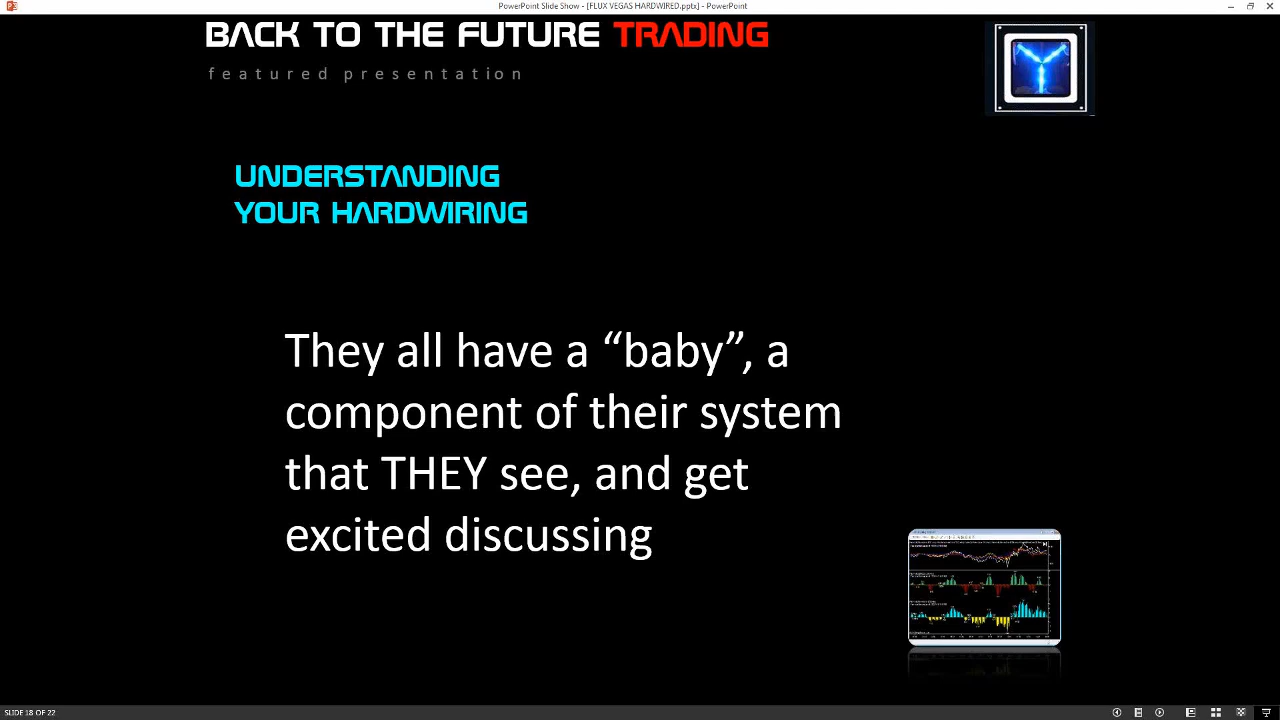 PowerPoint Slide Show - [FLUX VEGAS HARDWIRED.pptx] - PowerPoint
BACK TO THE FUTURE TRADING
featured presentation
UNDERSTANDING
YOUR HARDWIRING
They all have a “baby”, a
component of their system
that THEY see, and get
excited discussing
SLIDE 18 OF 22